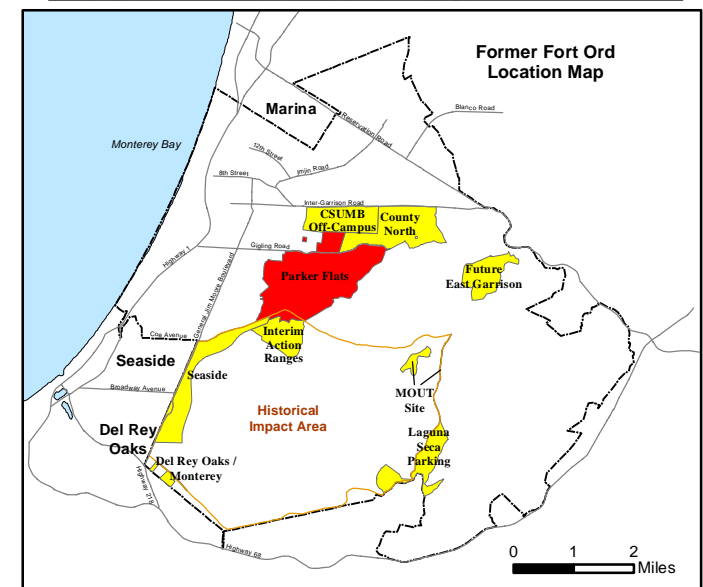 Former Fort Ord
Location Map
Marina
Blanco Road
Reservation Road
Monterey Bay
12th Street
Imjin Road
8th Street
Inter-Garrison Road
CSUMB
Off-Campus
County
North
Gigling Road
Highway 1
Parker Flats
Future
East Garrison
General Jim Moore Boulevard
Coe Avenue
Interim
Action
Ranges
Seaside
Seaside
Broadway Avenue
MOUT
Site
Historical
Impact Area
Del Rey
Oaks
Laguna
Seca
Parking
Del Rey Oaks /
Monterey
Highway 218
Highway 68
0 1 2
Miles